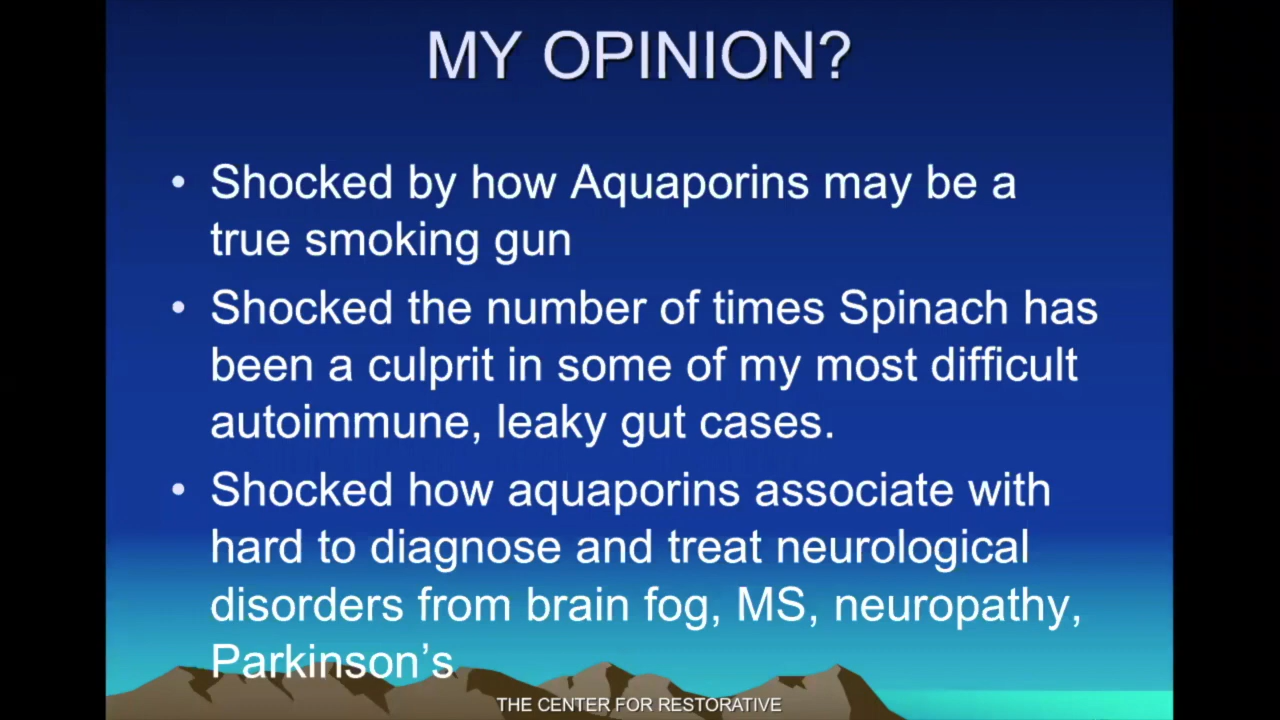 MY OPINION?
• Shocked by how Aquaporins may be a
true smoking gun
• Shocked the number of times Spinach has
been a culprit in some of my most difficult
autoimmune, leaky gut cases.
• Shocked how aquaporins associate with
hard to diagnose and treat neurological
disorders from brain fog, MS, neuropathy,
Parkinson’s
THE CENTER FOR RESTORATIVE